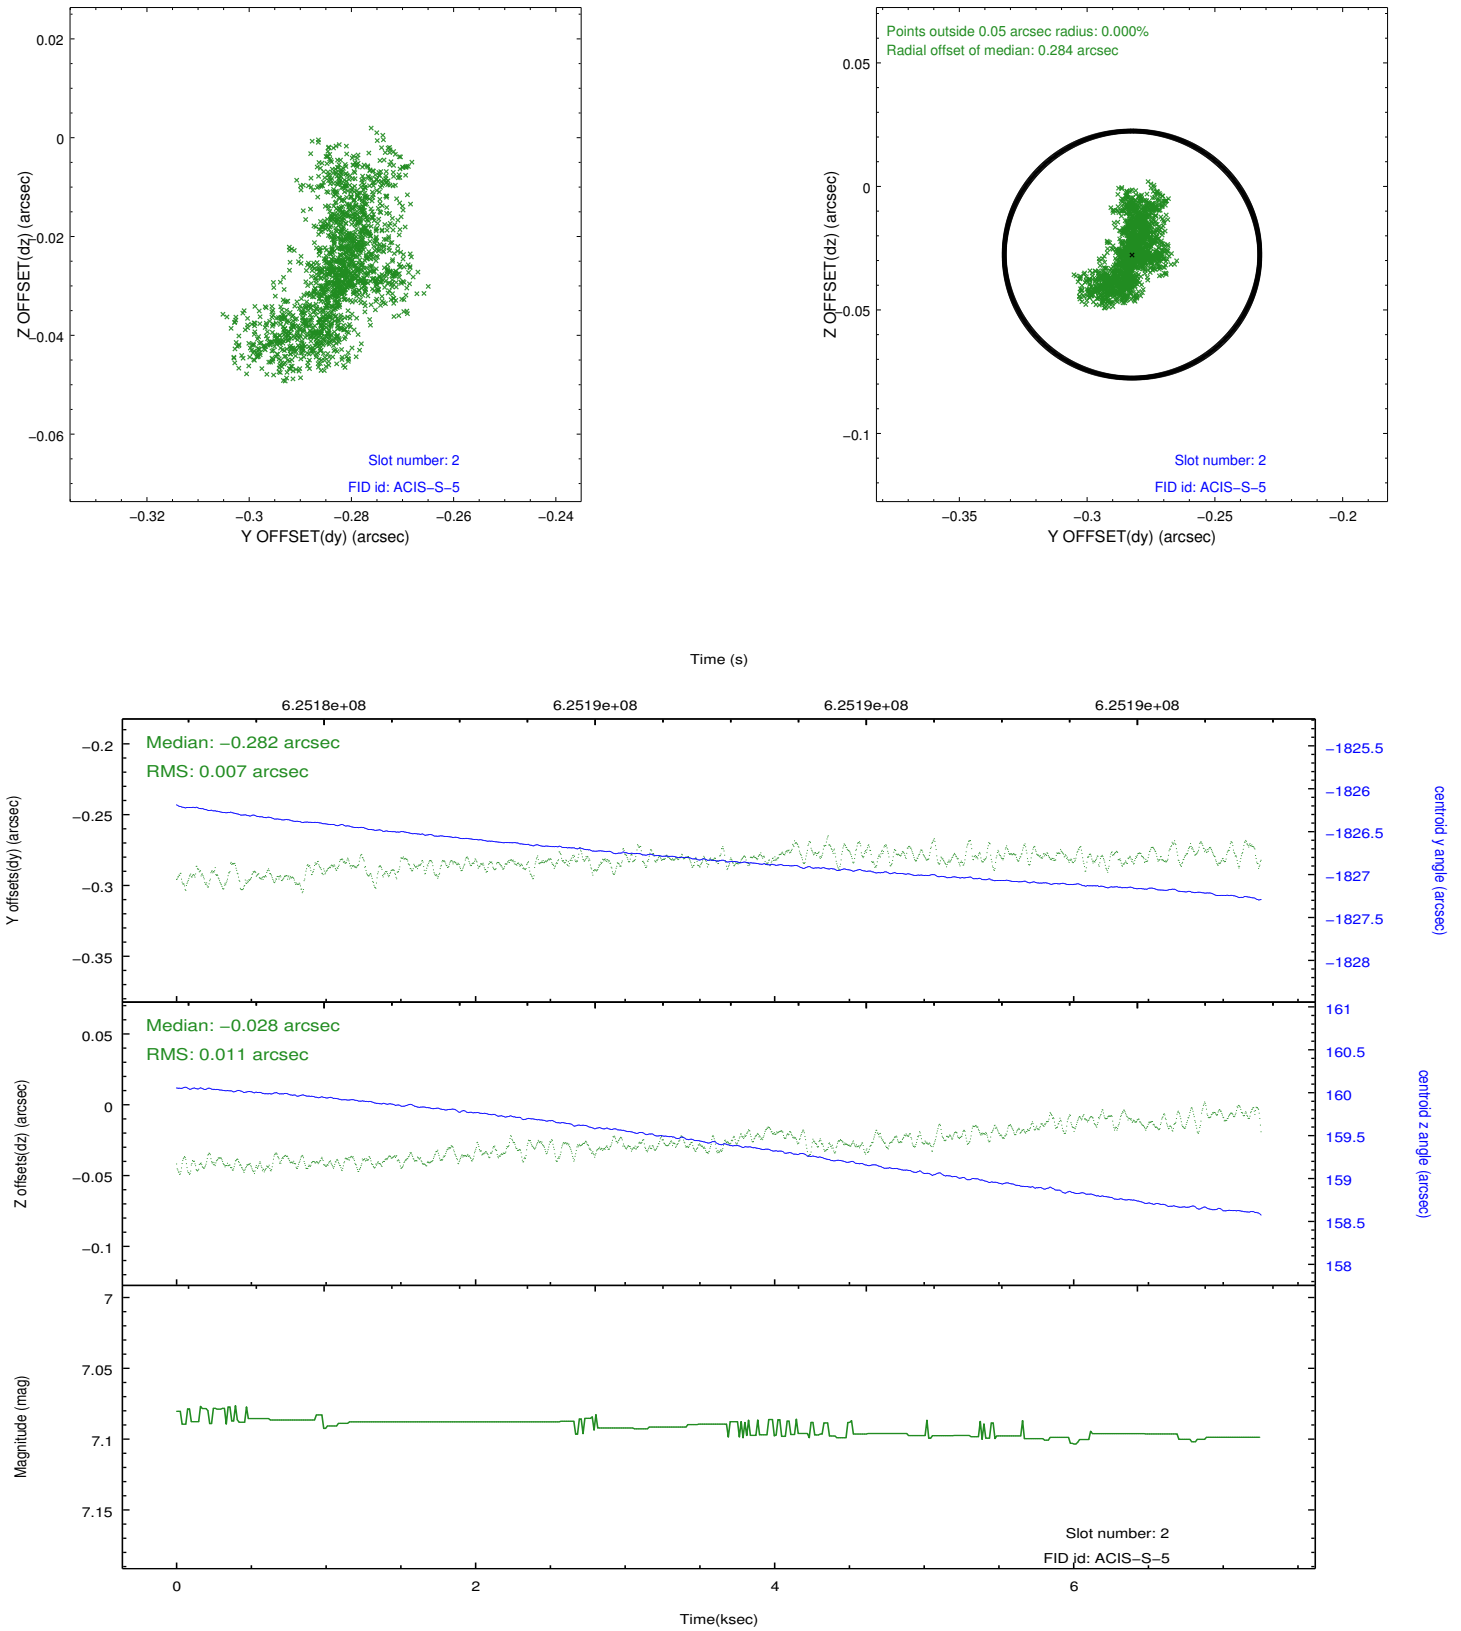 0.02
0
−0.02
−0.04
−0.06
Z OFFSET(dz) (arcsec)
Slot number: 2
FID id: ACIS−S−5
−0.32
−0.3
−0.28
−0.26
−0.24
Y OFFSET(dy) (arcsec)
Points outside 0.05 arcsec radius: 0.000%
Radial offset of median: 0.284 arcsec
0.05
0
−0.05
−0.1
Z OFFSET(dz) (arcsec)
Slot number: 2
FID id: ACIS−S−5
−0.35
−0.3
−0.25
−0.2
Y OFFSET(dy) (arcsec)
Time (s)
6.2518e+08
6.2519e+08
6.2519e+08
6.2519e+08
Median: −0.282 arcsec
RMS: 0.007 arcsec
−0.2
−0.25
−0.3
−0.35
Y offsets(dy) (arcsec)
−1825.5
−1826
−1826.5
−1827
−1827.5
−1828
centroid y angle (arcsec)
Median: −0.028 arcsec
RMS: 0.011 arcsec
0.05
0
−0.05
−0.1
Z offsets(dz) (arcsec)
161
160.5
160
159.5
159
158.5
158
centroid z angle (arcsec)
7
7.05
7.1
7.15
Magnitude (mag)
Slot number: 2
FID id: ACIS−S−5
0
2
4
6
Time(ksec)